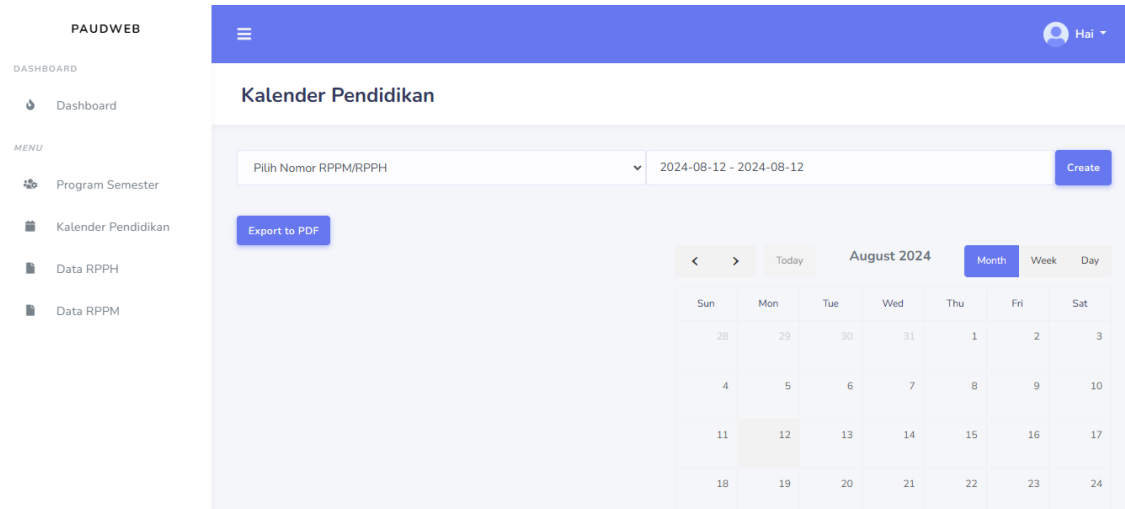 PAUDWEB
Hai
DASHBOARD
Dashboard
MENU
Program Semester
Kalender Pendidikan
Data RPPH
Data RPPM
Kalender Pendidikan
Pilih Nomor RPPM/RPPH 2024-08-12 - 2024-08-12 Create
Export to PDF
< > Today August 2024 Month Week Day
Sun Mon Tue Wed Thu Fri Sat
28 29 30 31 1 2 3
4 5 6 7 8 9 10
11 12 13 14 15 16 17
18 19 20 21 22 23 24